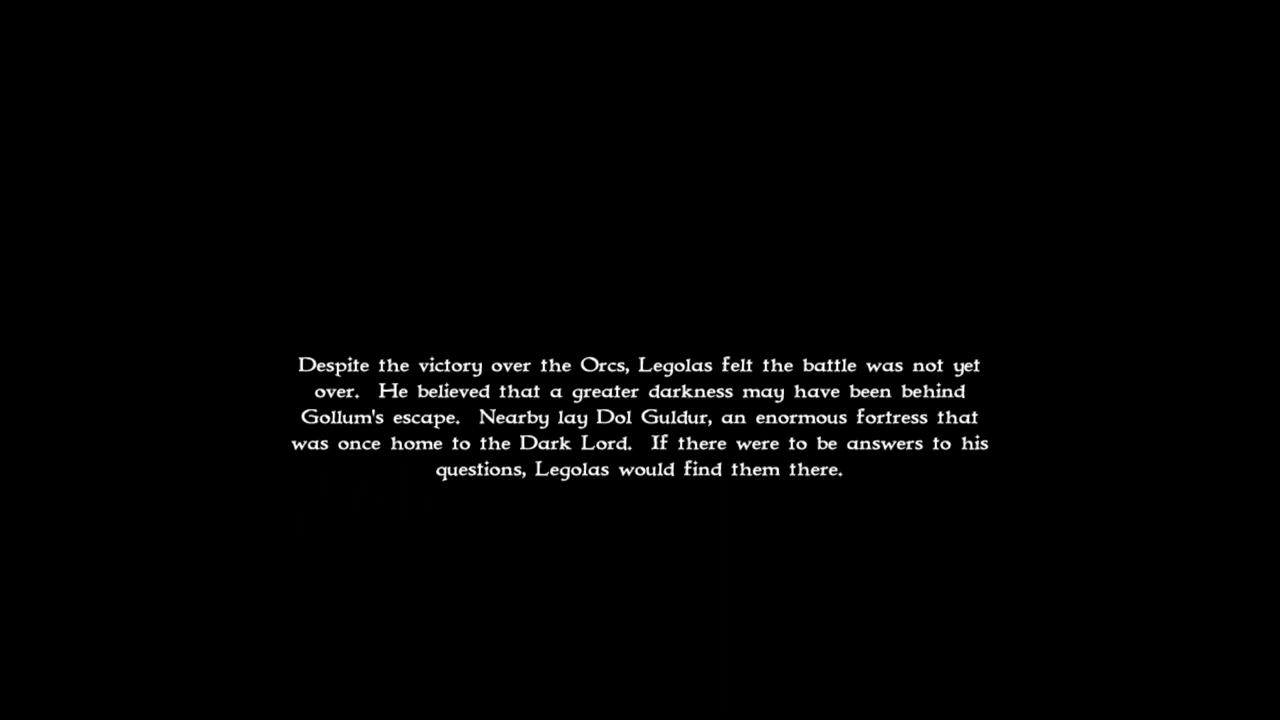 Despite the victory over the Orcs, Legolas felt the battle was not yet
over.  He believed that a greater darkness may have been behind
Gollum's escape.  Nearby lay Dol Guldur, an enormous fortress that
was once home to the Dark Lord.  If there were to be answers to his
questions, Legolas would find them there.